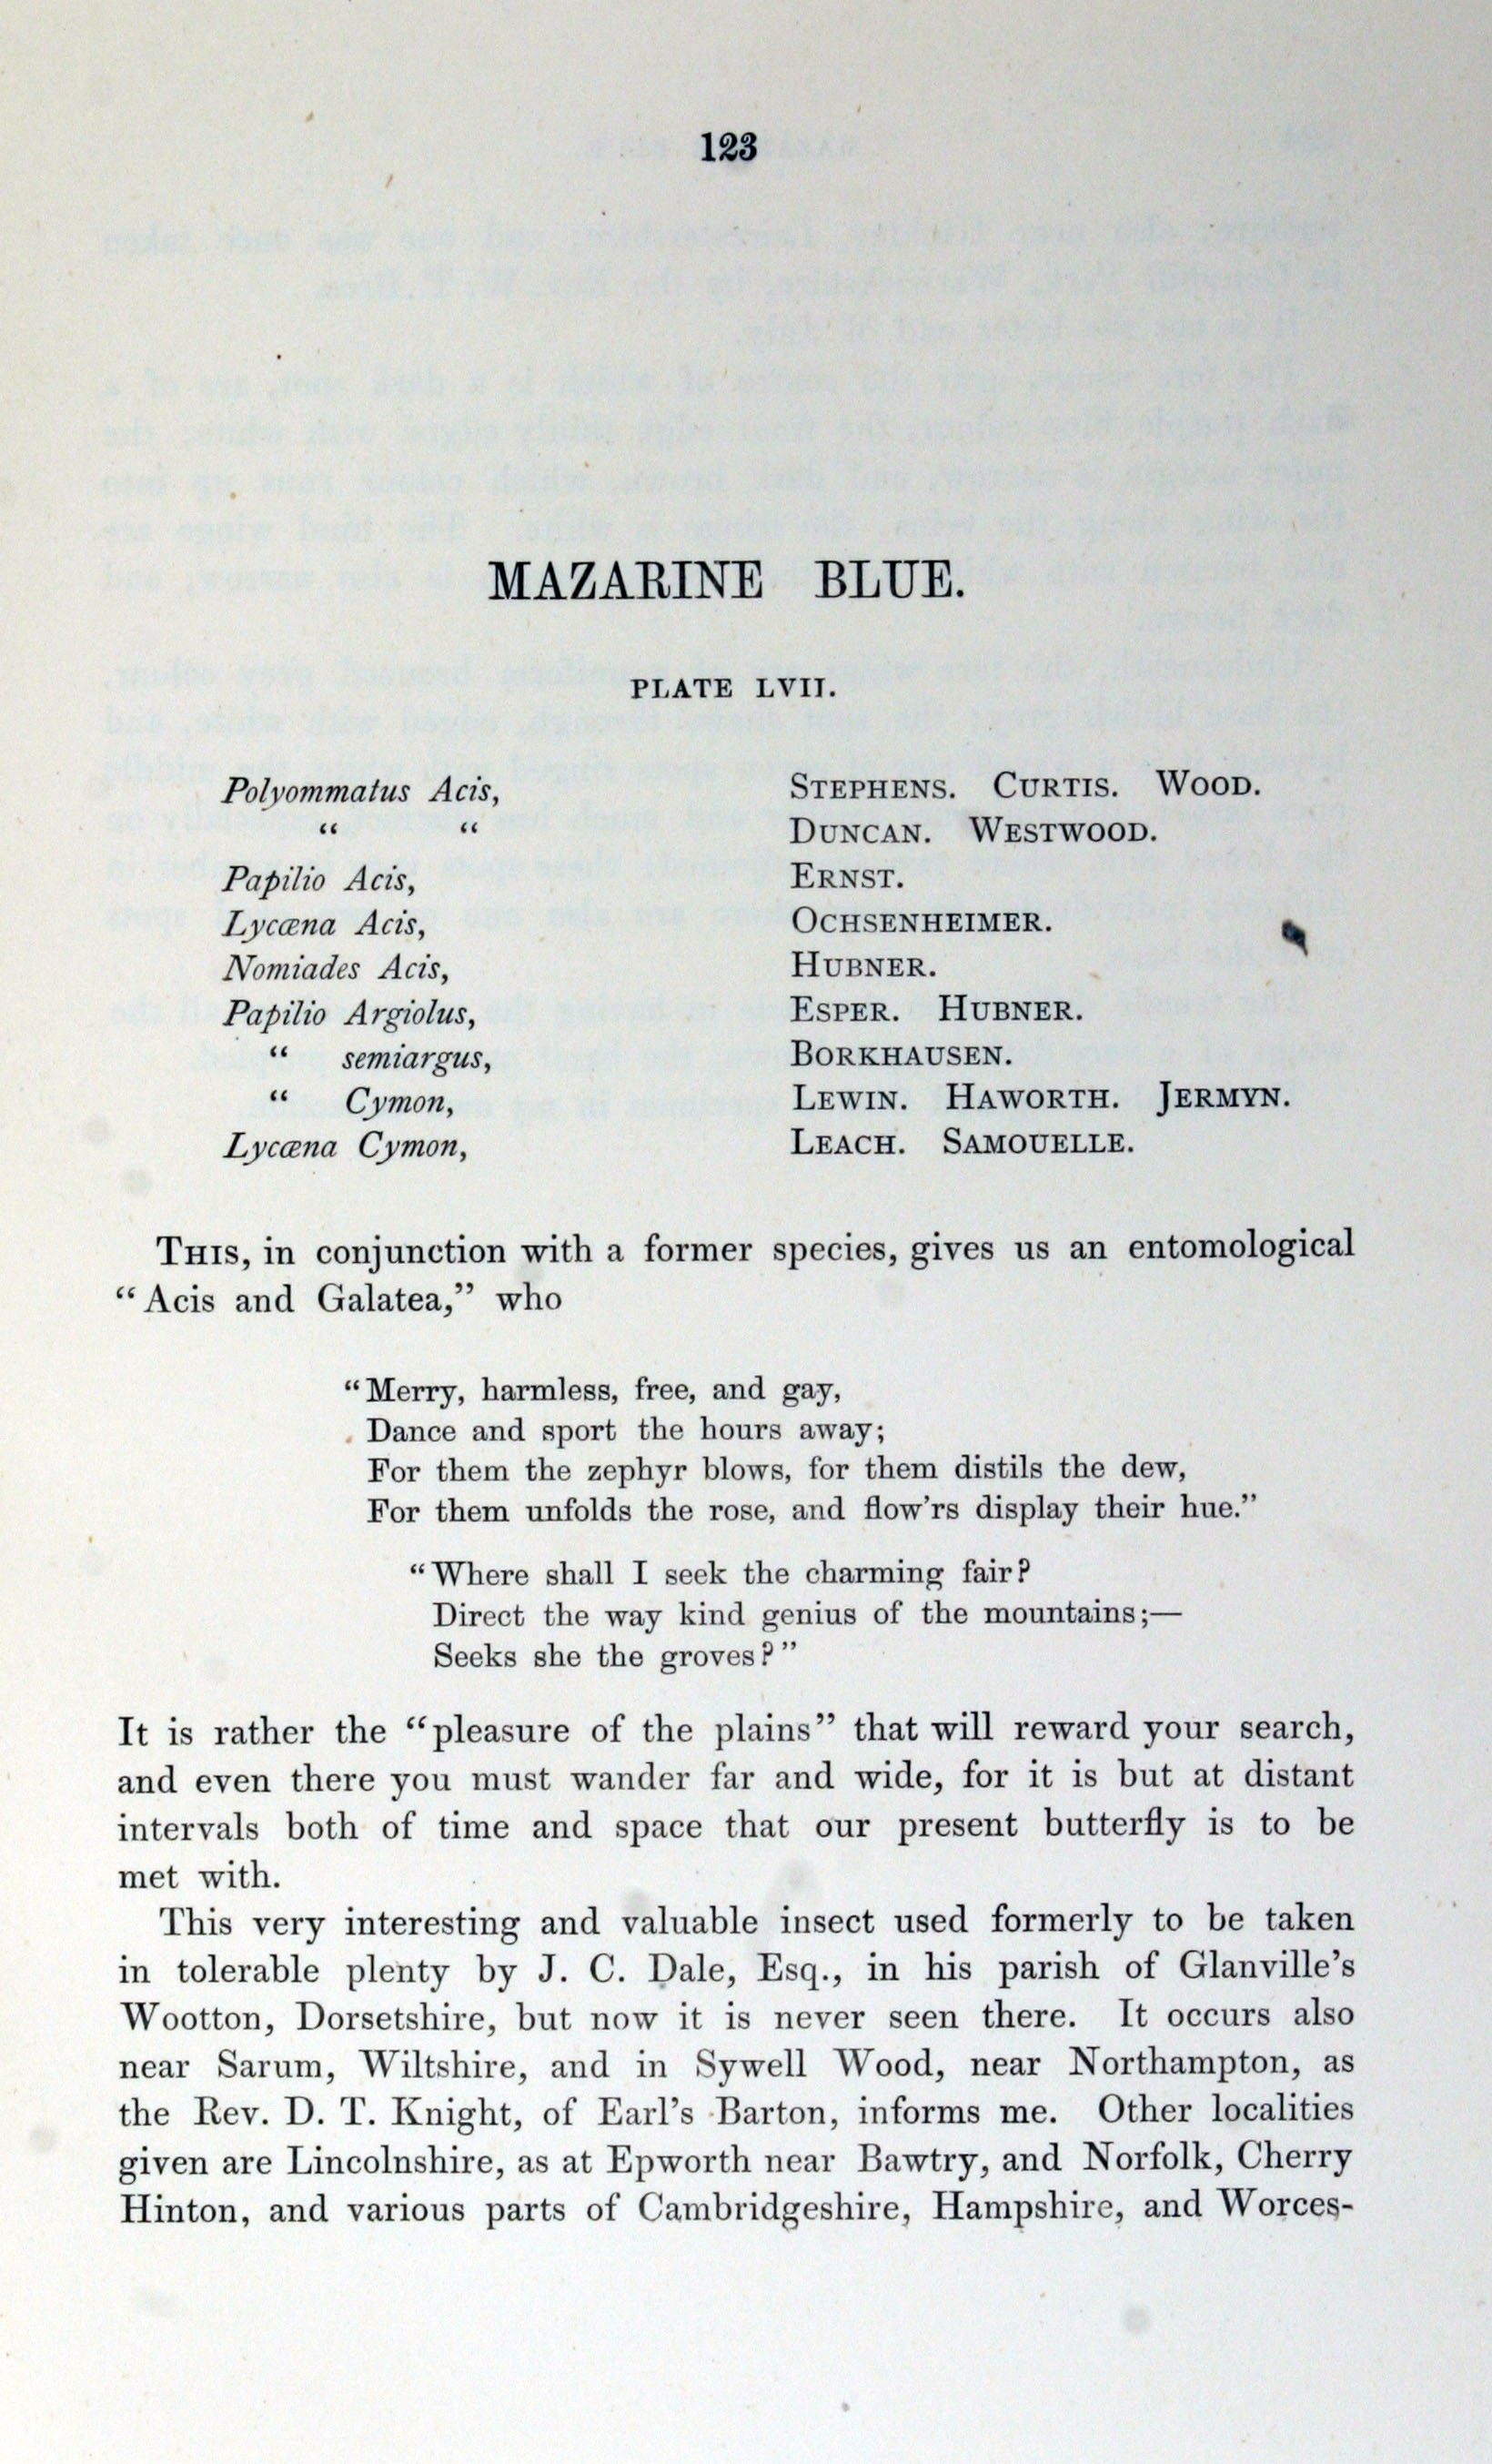 123
MAZARINE BLUE.
PLATE LVII.
Polyommatus Acis, STEPHENS. CURTIS. WOOD.
“ “ DUNCAN. WESTWOOD.
Papilio Acis, ERNST.
Lycæna Acis, OCHSENHEIMER.
Nomiades Acis, HUBNER.
Papilio Argiolus, ESPER. HUBNER.
“ semiargus, BORKHAUSEN.
“ Cymon, LEWIN. HAWORTH. JERMYN.
Lycæna Cymon, LEACH. SAMOUELLE.
THIS, in conjunction with a former species, gives us an entomological
“Acis and Galatea,” who
“Merry, harmless, free, and gay,
Dance and sport the hours away;
For them the zephyr blows, for them distils the dew,
For them unfolds the rose, and flow'rs display their hue.”
“Where shall I seek the charming fair?
Direct the way kind genius of the mountains;—
Seeks she the groves?”
It is rather the “pleasure of the plains” that will reward your search,
and even there you must wander far and wide, for it is but at distant
intervals both of time and space that our present butterfly is to be
met with.
This very interesting and valuable insect used formerly to be taken
in tolerable plenty by J. C. Dale, Esq., in his parish of Glanville's
Wootton, Dorsetshire, but now it is never seen there. It occurs also
near Sarum, Wiltshire, and in Sywell Wood, near Northampton, as
the Rev. D. T. Knight, of Earl's Barton, informs me. Other localities
given are Lincolnshire, as at Epworth near Bawtry, and Norfolk, Cherry
Hinton, and various parts of Cambridgeshire, Hampshire, and Worces-